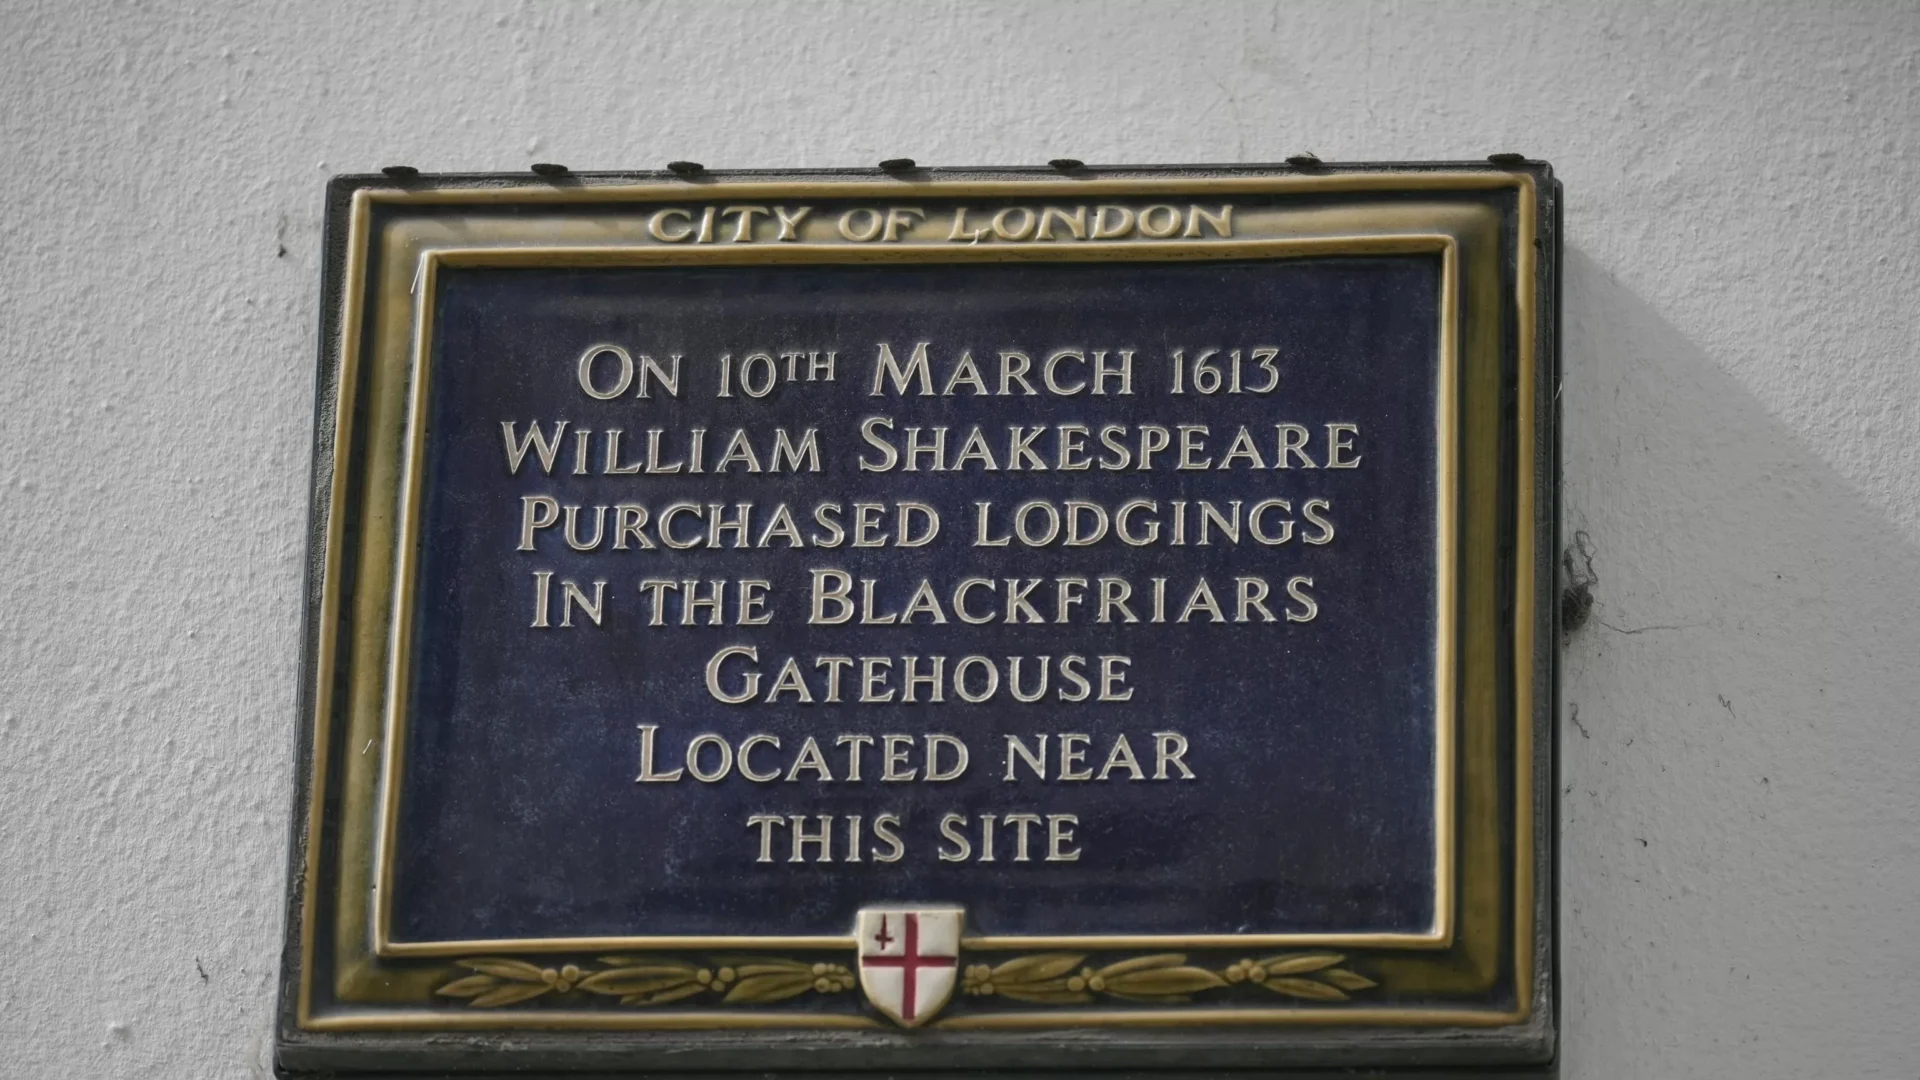 CITY OF LONDON
ON 10TH MARCH 1613
WILLIAM SHAKESPEARE
PURCHASED LODGINGS
IN THE BLACKFRIARS
GATEHOUSE
LOCATED NEAR
THIS SITE